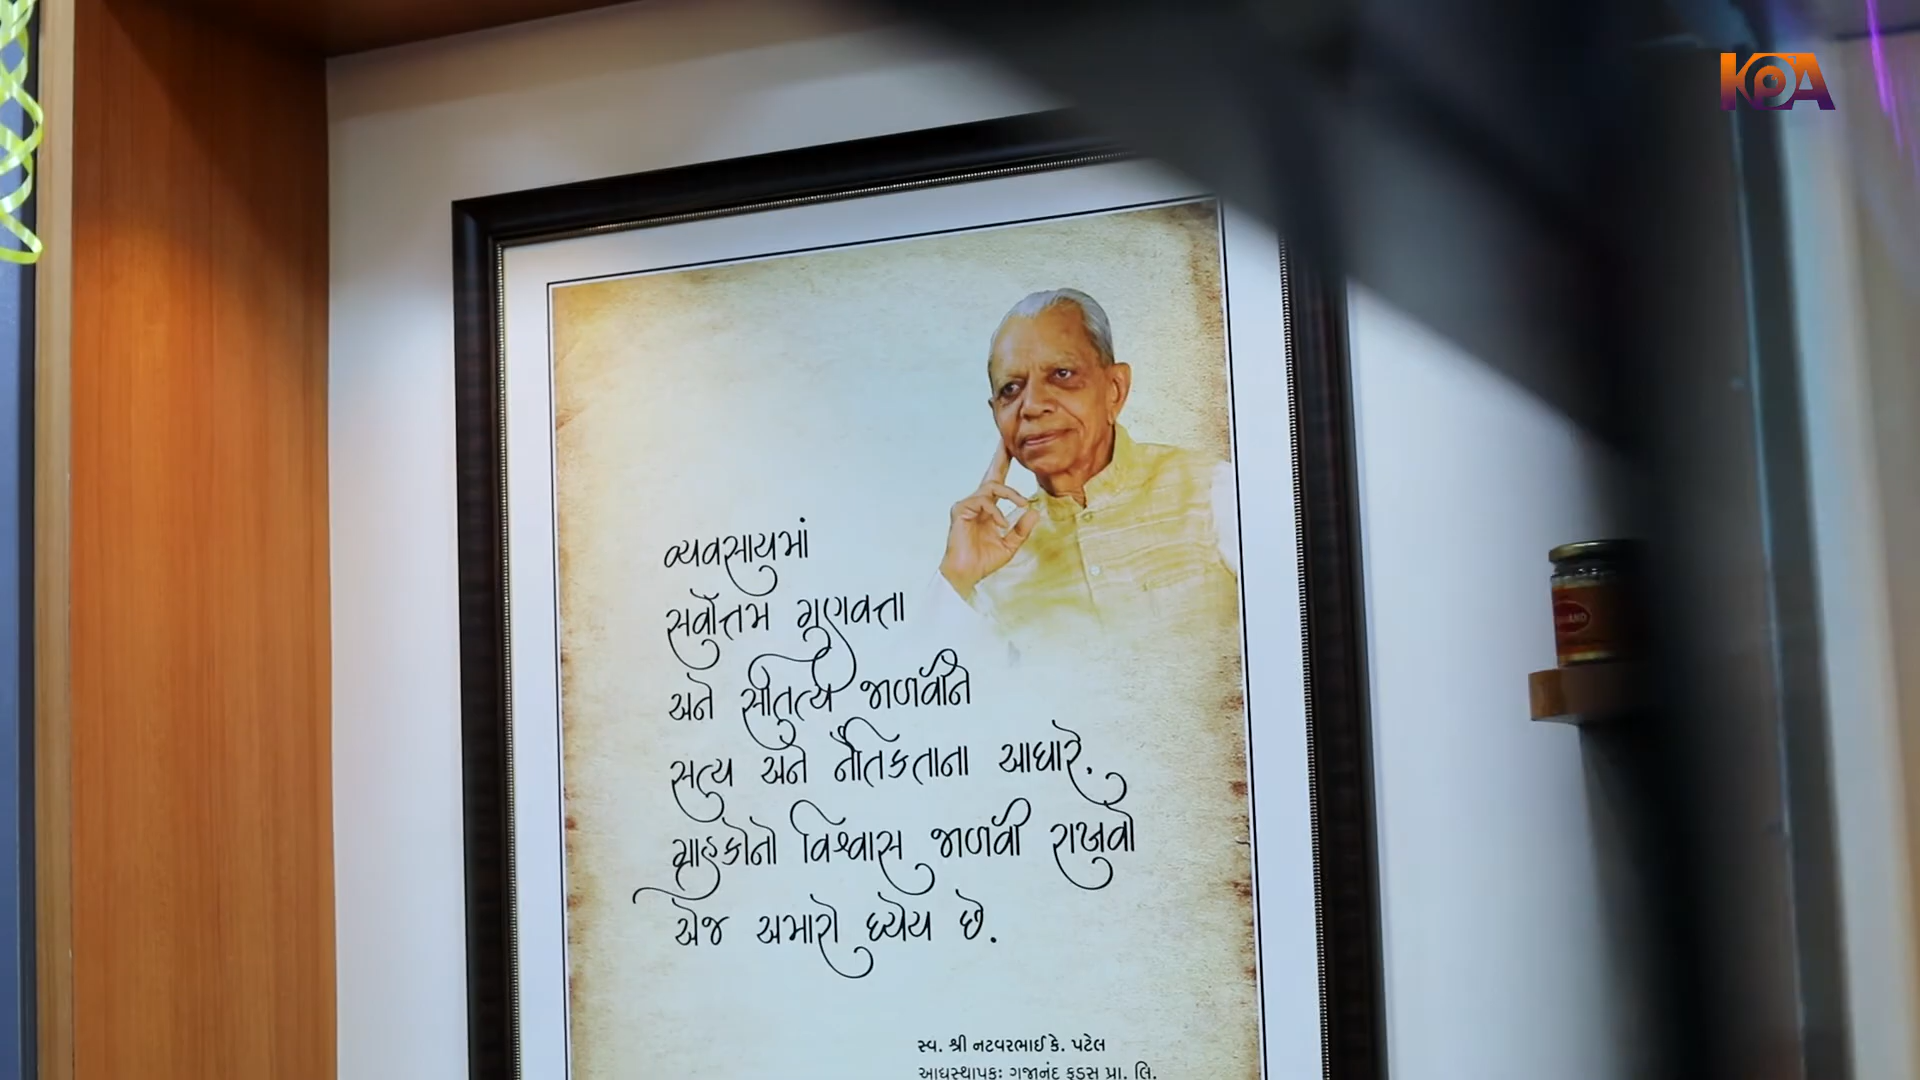 KPA
વ્યવસાયમાં
સર્વોત્તમ ગુણવત્તા
અને સાતત્ય જાળવીને
સત્ય અને નૈતિકતાના આધારે.
ગ્રાહકોનો વિશ્વાસ જાળવી રાખવો
એજ અમારો ધ્યેય છે.
સ્વ. શ્રી નટવરભાઈ કે. પટેલ
આદ્યસ્થાપકઃ ગજાનંદ ફુડ્સ પ્રા. લિ.